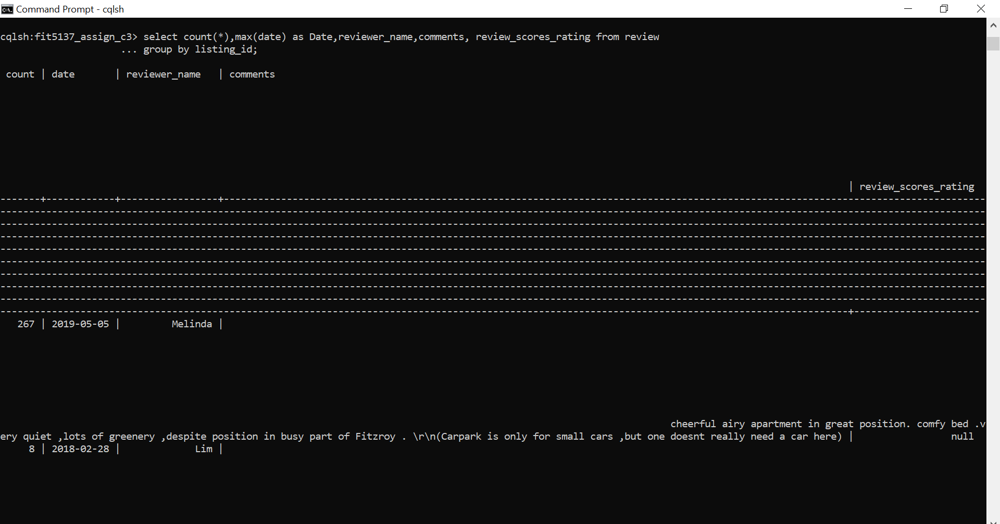 Command Prompt - cqlsh
cqlsh:fit5137_assign_c3> select count(*),max(date) as Date,reviewer_name,comments, review_scores_rating from review
... group by listing_id;
count | date | reviewer_name | comments
| review_scores_rating
-------+------------+-----------------+-------------------------------------------------------------------------------------------------------------------------------------
267 | 2019-05-05 | Melinda |
cheerful airy apartment in great position. comfy bed .v
ery quiet ,lots of greenery ,despite position in busy part of Fitzroy . \r\n(Carpark is only for small cars ,but one doesnt really need a car here) | null
8 | 2018-02-28 | Lim |